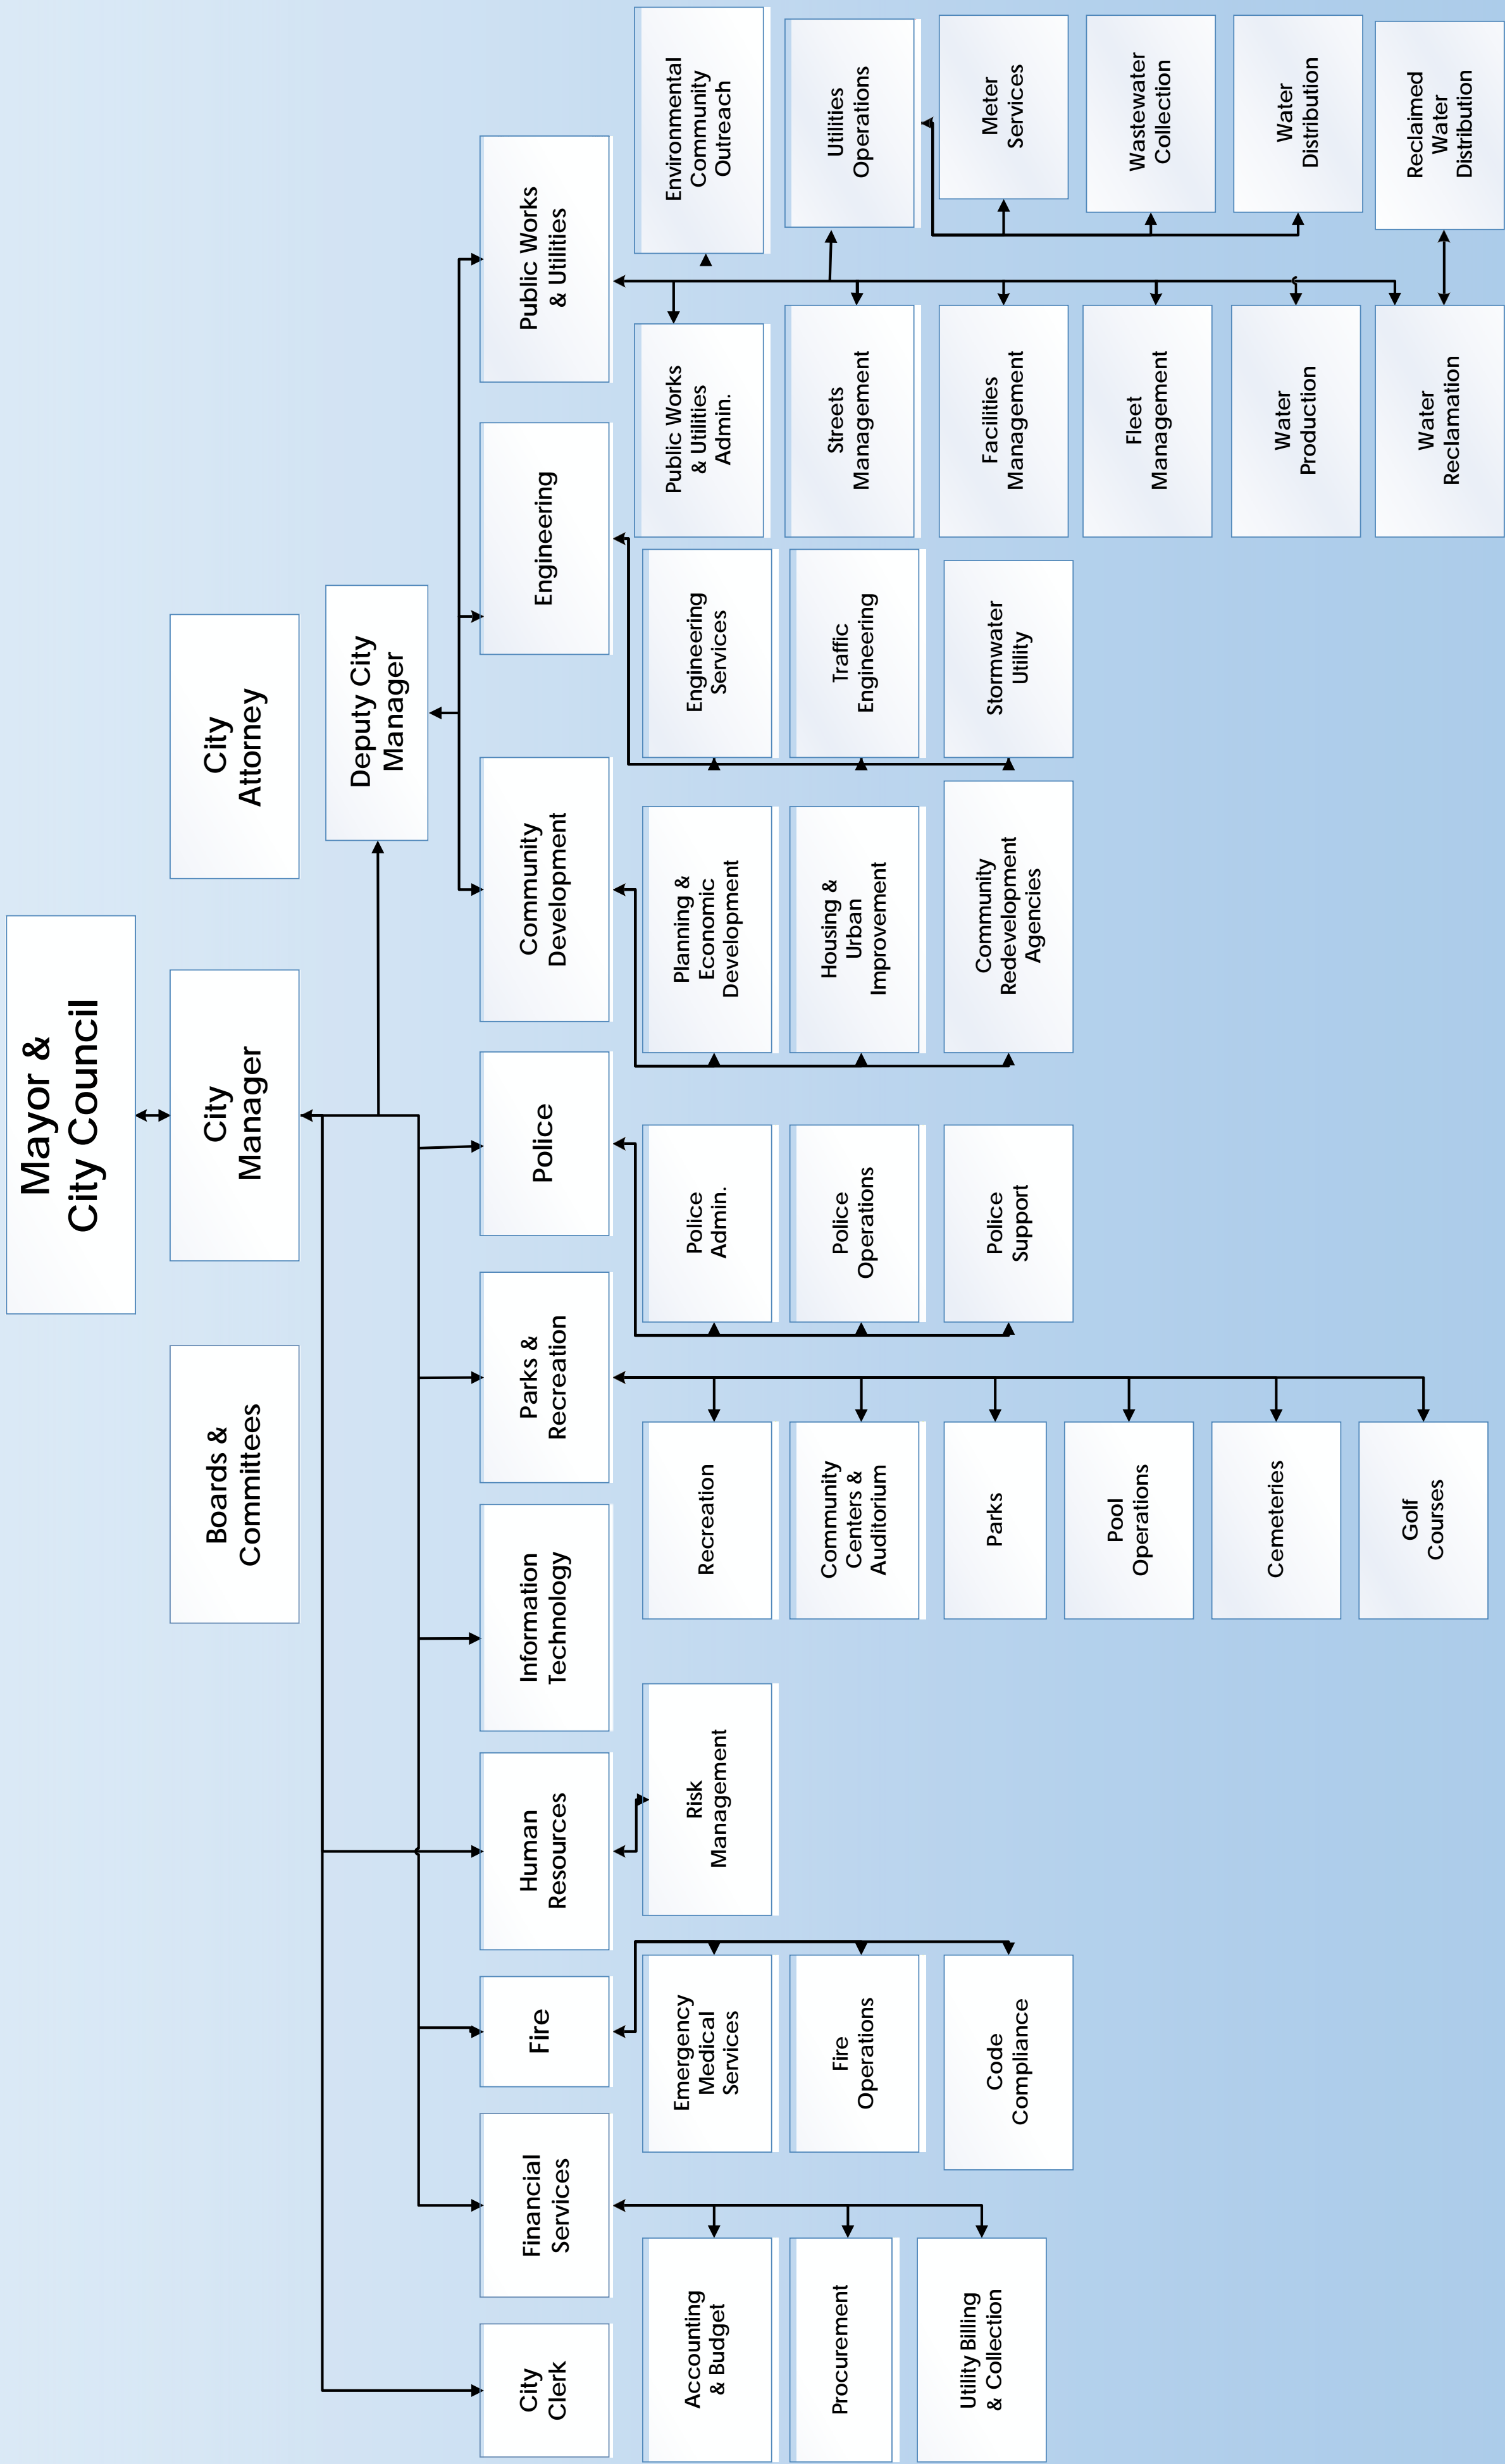 Mayor &
City Council
Boards &
Committees
City
Manager
City
Attorney
Deputy City
Manager
City
Clerk
Financial
Services
Fire
Human
Resources
Information
Technology
Parks &
Recreation
Police
Community
Development
Engineering
Public Works
& Utilities
Accounting
& Budget
Procurement
Utility Billing
& Collection
Emergency
Medical
Services
Fire
Operations
Code
Compliance
Risk
Management
Recreation
Community
Centers &
Auditorium
Parks
Pool
Operations
Cemeteries
Golf
Courses
Police
Admin.
Police
Operations
Police
Support
Planning &
Economic
Development
Housing &
Urban
Improvement
Community
Redevelopment
Agencies
Engineering
Services
Traffic
Engineering
Stormwater
Utility
Public Works
& Utilities
Admin.
Streets
Management
Facilities
Management
Fleet
Management
Water
Production
Water
Reclamation
Environmental
Community
Outreach
Utilities
Operations
Meter
Services
Wastewater
Collection
Water
Distribution
Reclaimed
Water
Distribution